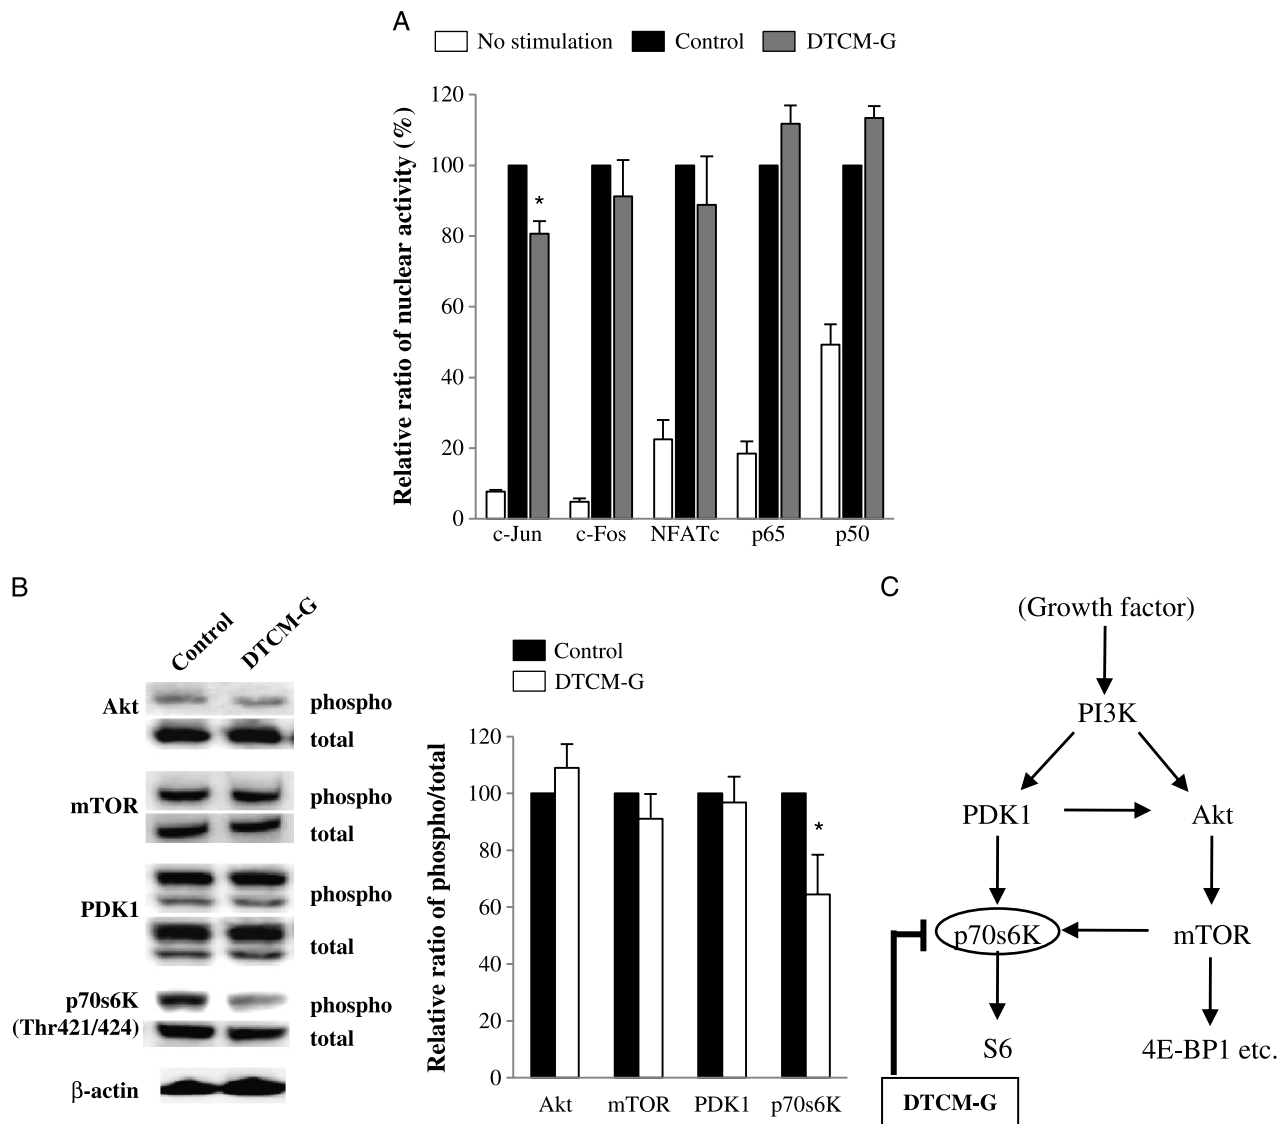 A
No stimulation Control DTCM-G
Relative ratio of nuclear activity (%)
120
100
80
60
40
20
0
*
c-Jun c-Fos NFATc p65 p50
B
Control DTCM-G
Akt phospho
total
mTOR phospho
total
PDK1 phospho
total
p70s6K phospho
(Thr421/424) total
β-actin
Control
DTCM-G
Relative ratio of phospho/total
120
100
80
60
40
20
0
*
Akt mTOR PDK1 p70s6K
C
(Growth factor)
PI3K
PDK1 Akt
p70s6K mTOR
S6 4E-BP1 etc.
DTCM-G